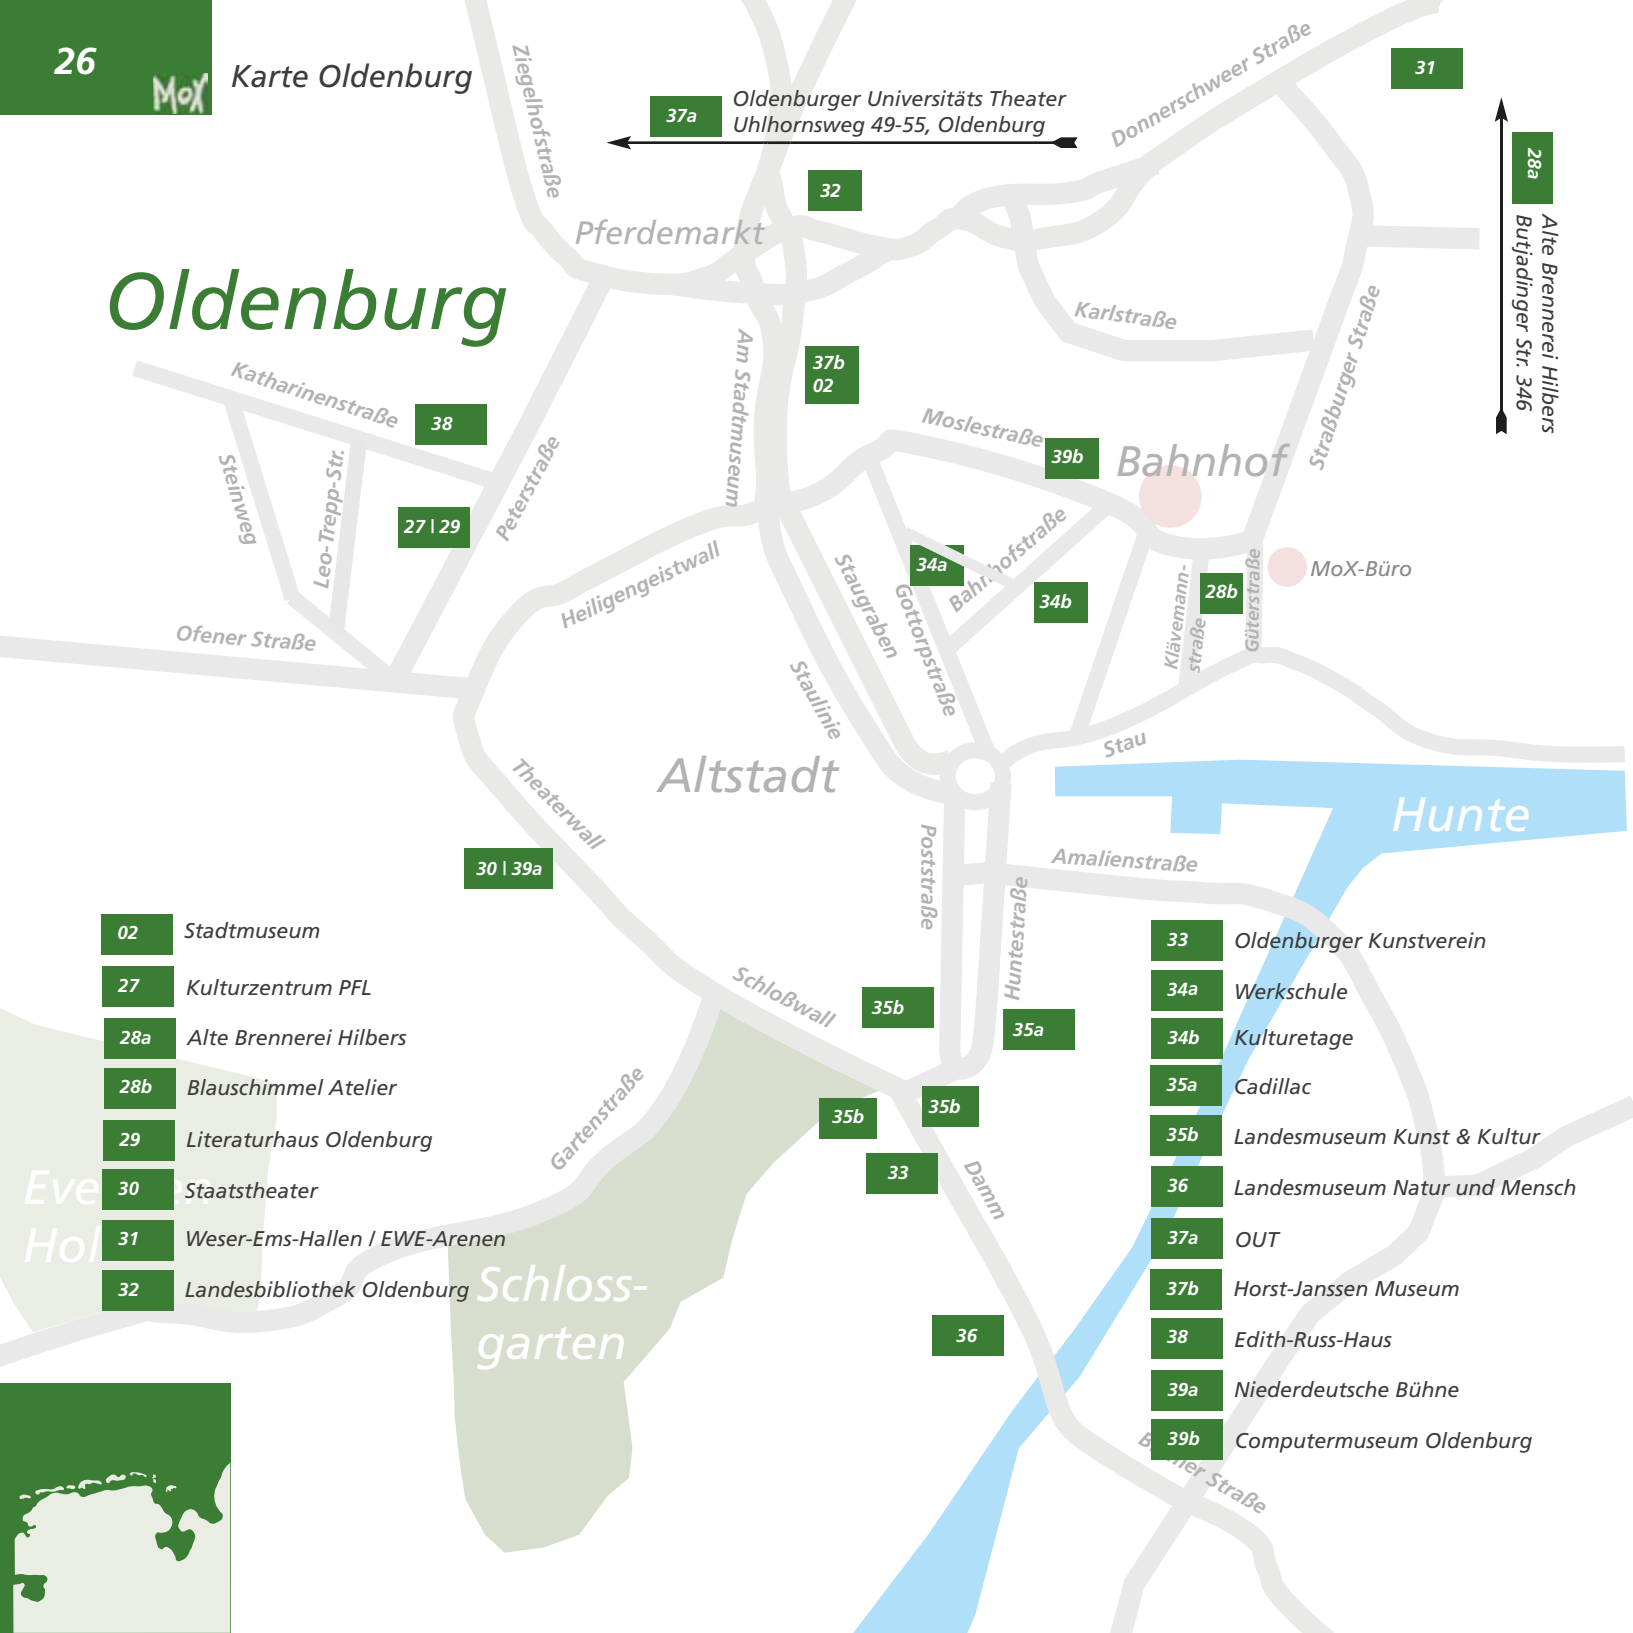 26
MoX
Karte Oldenburg
Ziegelhofstraße
37a
Oldenburger Universitäts Theater
Uhlhornsweg 49-55, Oldenburg
Donnerschweer Straße
31
28a
Alte Brennerei Hilbers
Butjadinger Str. 346
32
Pferdemarkt
Oldenburg
Karlstraße
Straßburger Straße
Am Stadtmuseum
37b
02
Katharinenstraße
38
Moslestraße
39b
Bahnhof
Steinweg
Leo-Trepp-Str.
Peterstraße
27 | 29
Heiligengeistwall
Staugraben
34a
Bahnhofstraße
Gottorpstraße
34b
Klävemann-
straße
28b
Güterstraße
MoX-Büro
Ofener Straße
Staulinie
Stau
Altstadt
Theaterwall
Hunte
30 | 39a
Poststraße
Amalienstraße
Huntestraße
Schloßwall
35b
35a
Gartenstraße
35b
35b
33
Damm
Schloss-
garten
36
02
Stadtmuseum
27
Kulturzentrum PFL
28a
Alte Brennerei Hilbers
28b
Blauschimmel Atelier
29
Literaturhaus Oldenburg
30
Staatstheater
31
Weser-Ems-Hallen / EWE-Arenen
32
Landesbibliothek Oldenburg
33
Oldenburger Kunstverein
34a
Werkschule
34b
Kulturetage
35a
Cadillac
35b
Landesmuseum Kunst & Kultur
36
Landesmuseum Natur und Mensch
37a
OUT
37b
Horst-Janssen Museum
38
Edith-Russ-Haus
39a
Niederdeutsche Bühne
39b
Computermuseum Oldenburg
Straße